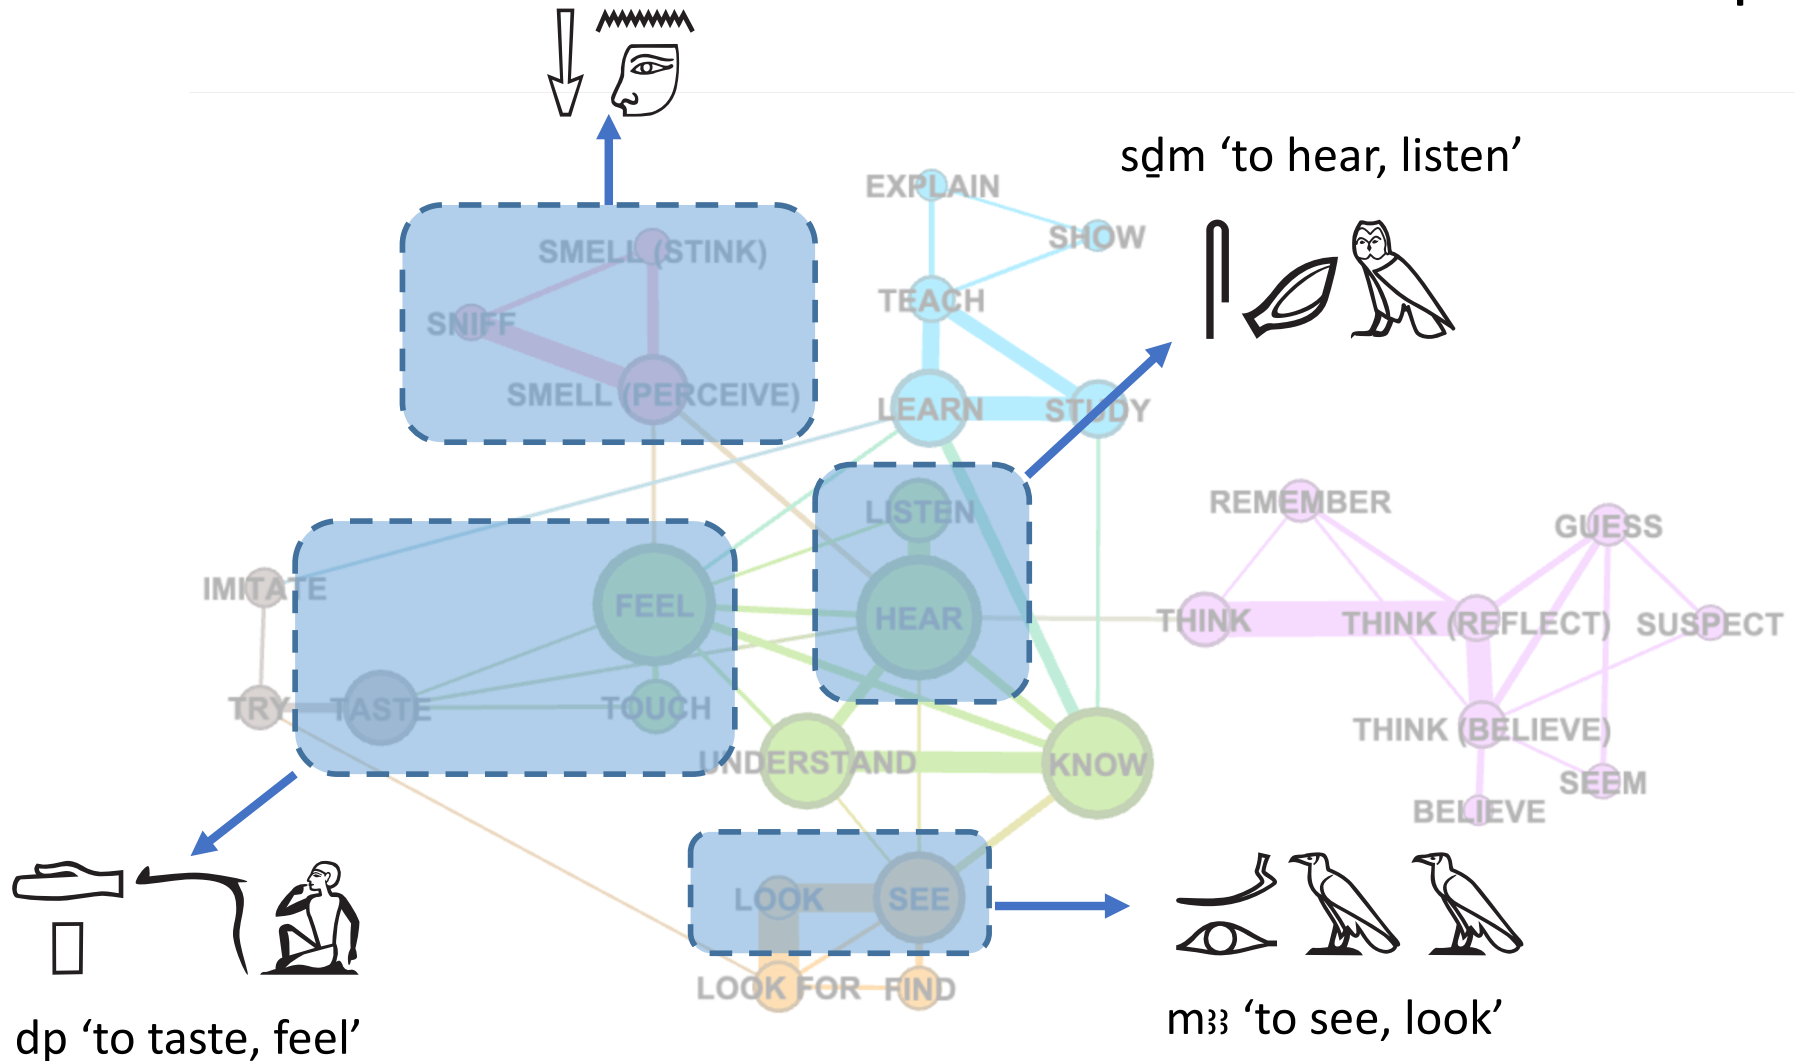 sḏm ‘to hear, listen’
EXPLAIN
SHOW
SMELL (STINK)
TEACH
SNIFF
SMELL (PERCEIVE)
LEARN
STUDY
LISTEN
REMEMBER
GUESS
IMITATE
FEEL
HEAR
THINK
THINK (REFLECT)
SUSPECT
TRY
TASTE
TOUCH
THINK (BELIEVE)
UNDERSTAND
KNOW
SEEM
BELIEVE
LOOK
SEE
LOOK FOR
FIND
mꜣꜣ ‘to see, look’
dp ‘to taste, feel’